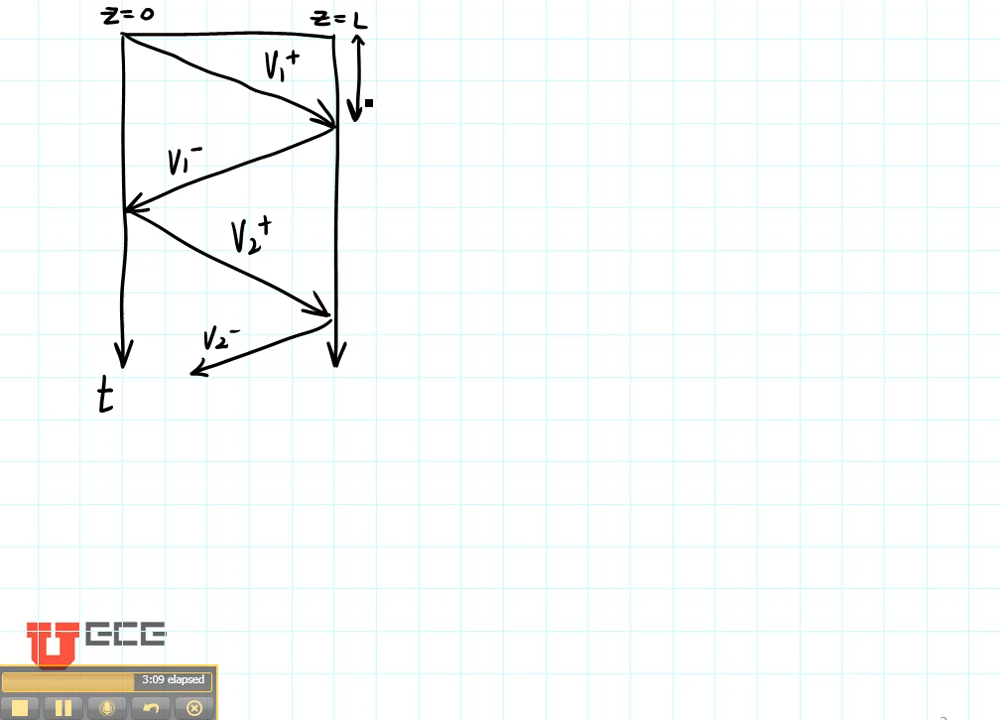 z=0
z=L
V₁⁺
V₁⁻
V₂⁺
V₂⁻
t
U ECE
3:09 elapsed